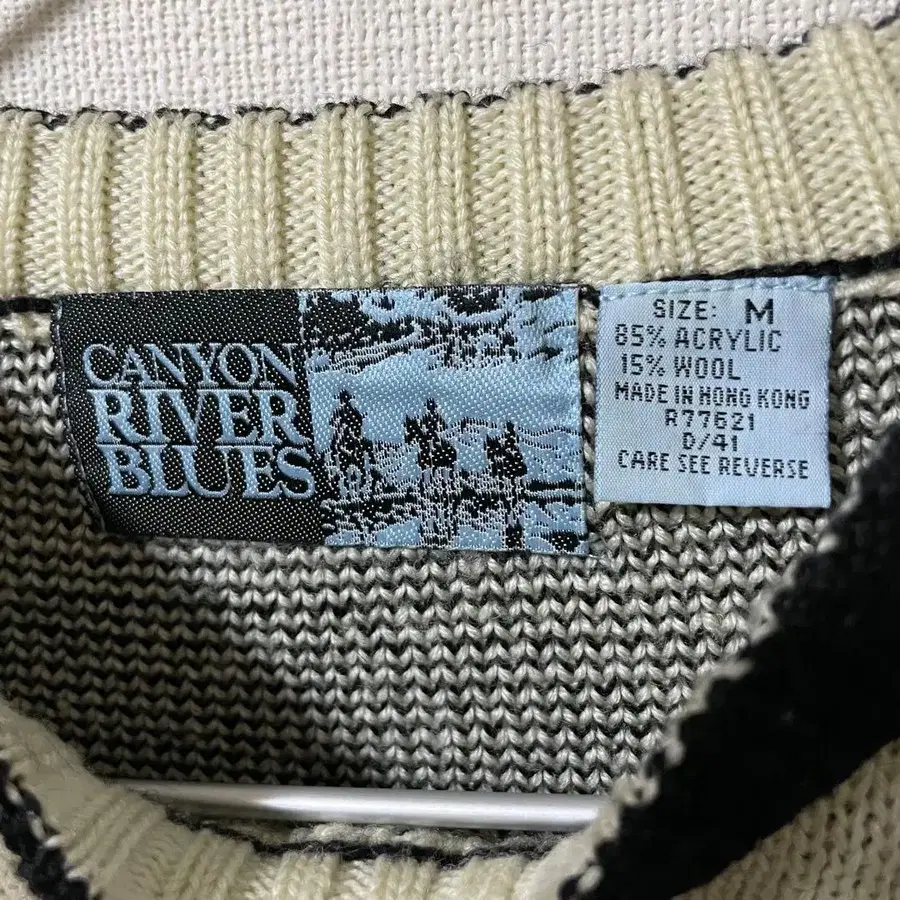 CANYON
RIVER
BLUES
SIZE: M
85% ACRYLIC
15% WOOL
MADE IN HONG KONG
R77621
D/41
CARE SEE REVERSE